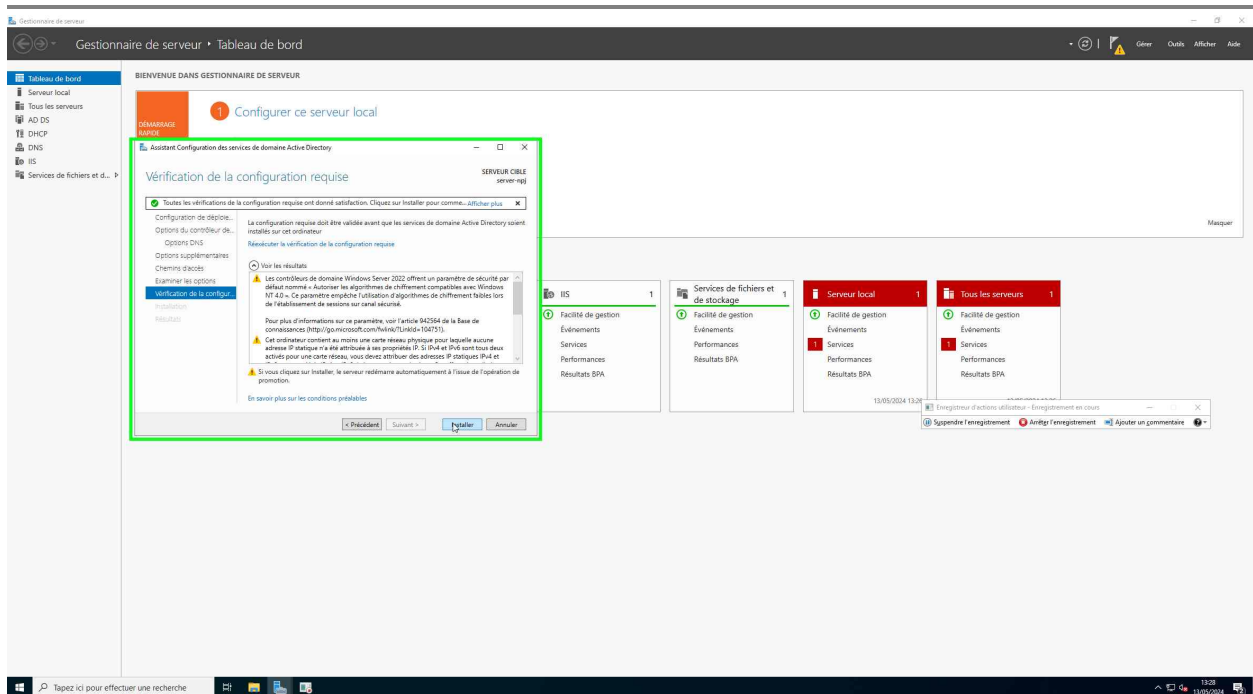 Gestionnaire de serveur
Gestionnaire de serveur • Tableau de bord
Gérer Outils Afficher Aide
Tableau de bord
Serveur local
Tous les serveurs
AD DS
DHCP
DNS
IIS
Services de fichiers et d...
BIENVENUE DANS GESTIONNAIRE DE SERVEUR
DÉMARRAGE
RAPIDE
1 Configurer ce serveur local
Masquer
Assistant Configuration des services de domaine Active Directory
Vérification de la configuration requise
SERVEUR CIBLE
server-npj
Toutes les vérifications de la configuration requise ont donné satisfaction. Cliquez sur Installer pour comme... Afficher plus
Configuration de déploie...
Options du contrôleur de...
Options DNS
Options supplémentaires
Chemins d'accès
Examiner les options
Vérification de la configur...
Installation
Résultats
La configuration requise doit être validée avant que les services de domaine Active Directory soient
installés sur cet ordinateur
Réexécuter la vérification de la configuration requise
Voir les résultats
Les contrôleurs de domaine Windows Server 2022 offrent un paramètre de sécurité par
défaut nommé « Autoriser les algorithmes de chiffrement compatibles avec Windows
NT 4.0 ». Ce paramètre empêche l'utilisation d'algorithmes de chiffrement faibles lors
de l'établissement de sessions sur canal sécurisé.
Pour plus d'informations sur ce paramètre, voir l'article 942564 de la Base de
connaissances (http://go.microsoft.com/fwlink/?LinkId=104751).
Cet ordinateur contient au moins une carte réseau physique pour laquelle aucune
adresse IP statique n'a été attribuée à ses propriétés IP. Si IPv4 et IPv6 sont tous deux
activés pour une carte réseau, vous devez attribuer des adresses IP statiques IPv4 et
Si vous cliquez sur Installer, le serveur redémarre automatiquement à l'issue de l'opération de
promotion.
En savoir plus sur les conditions préalables
< Précédent Suivant > Installer Annuler
IIS 1
Facilité de gestion
Événements
Services
Performances
Résultats BPA
Services de fichiers et
de stockage 1
Facilité de gestion
Événements
Services
Performances
Résultats BPA
Serveur local 1
Facilité de gestion
Événements
1 Services
Performances
Résultats BPA
13/05/2024 13:26
Tous les serveurs 1
Facilité de gestion
Événements
1 Services
Performances
Résultats BPA
Enregistreur d'actions utilisateur - Enregistrement en cours
Suspendre l'enregistrement Arrêter l'enregistrement Ajouter un commentaire
Tapez ici pour effectuer une recherche
13:28
13/05/2024